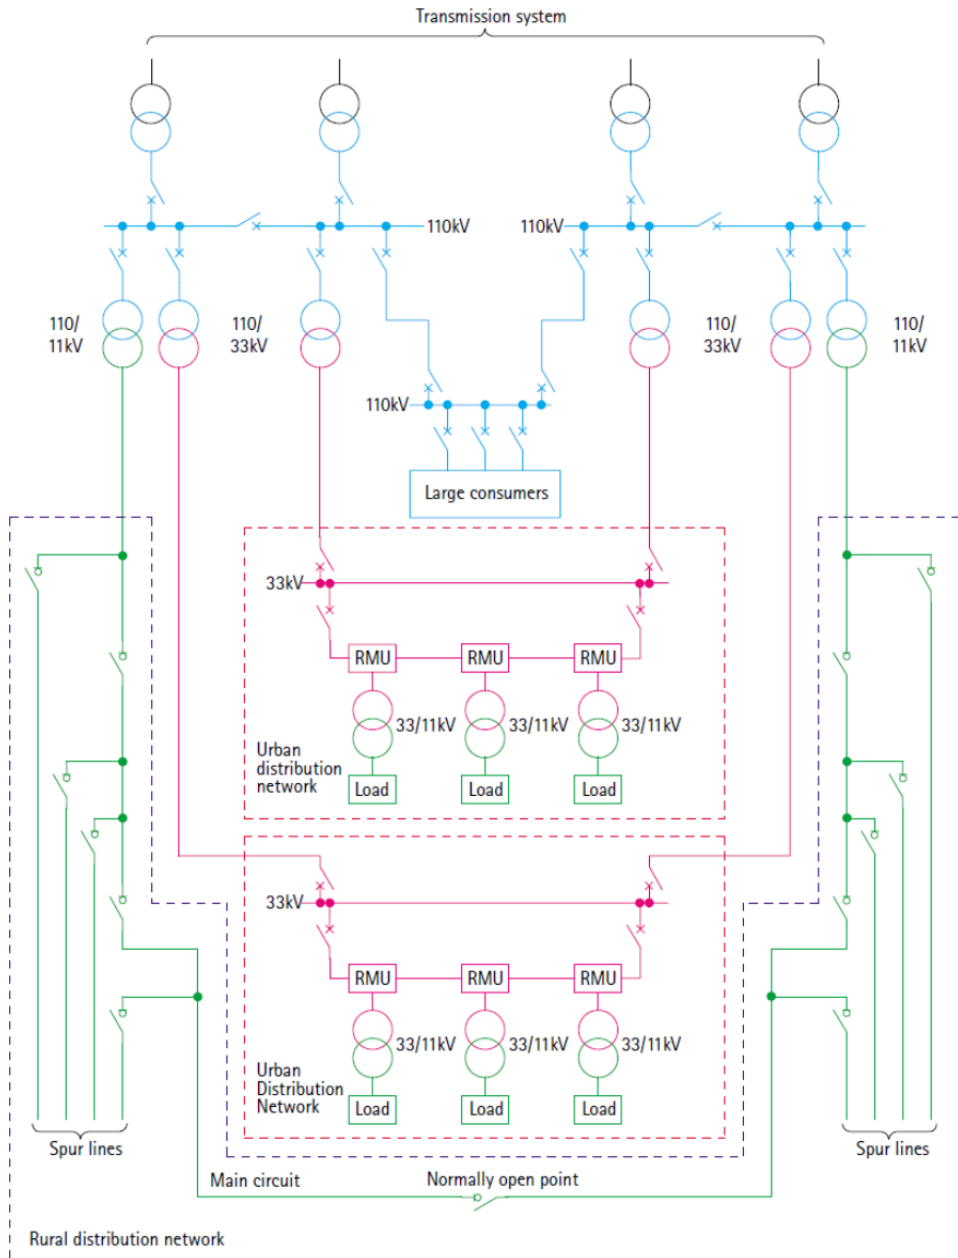 Transmission system
110kV
110kV
110/
11kV
110/
33kV
110/
33kV
110/
11kV
110kV
Large consumers
33kV
RMU
RMU
RMU
33/11kV
33/11kV
33/11kV
Urban
distribution
network
Load
Load
Load
33kV
RMU
RMU
RMU
33/11kV
33/11kV
33/11kV
Urban
Distribution
Network
Load
Load
Load
Spur lines
Spur lines
Main circuit
Normally open point
Rural distribution network